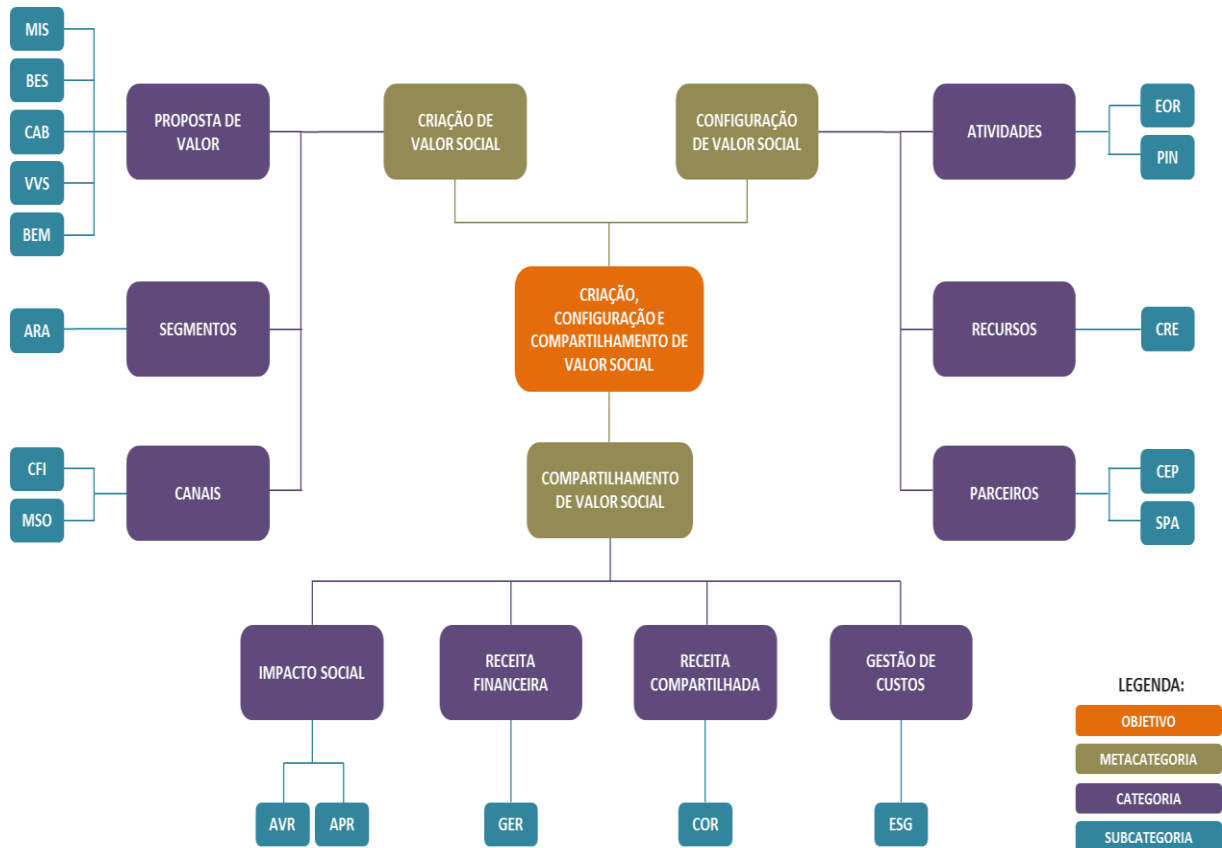 MIS
BES
CAB
VVS
BEM
PROPOSTA DE
VALOR
CRIAÇÃO DE
VALOR SOCIAL
CONFIGURAÇÃO
DE VALOR SOCIAL
ATIVIDADES
EOR
PIN
ARA
SEGMENTOS
CRIAÇÃO,
CONFIGURAÇÃO E
COMPARTILHAMENTO DE
VALOR SOCIAL
RECURSOS
CRE
CFI
MSO
CANAIS
COMPARTILHAMENTO
DE VALOR SOCIAL
PARCEIROS
CEP
SPA
IMPACTO SOCIAL
RECEITA
FINANCEIRA
RECEITA
COMPARTILHADA
GESTÃO DE
CUSTOS
AVR
APR
GER
COR
ESG
LEGENDA:
OBJETIVO
METACATEGORIA
CATEGORIA
SUBCATEGORIA